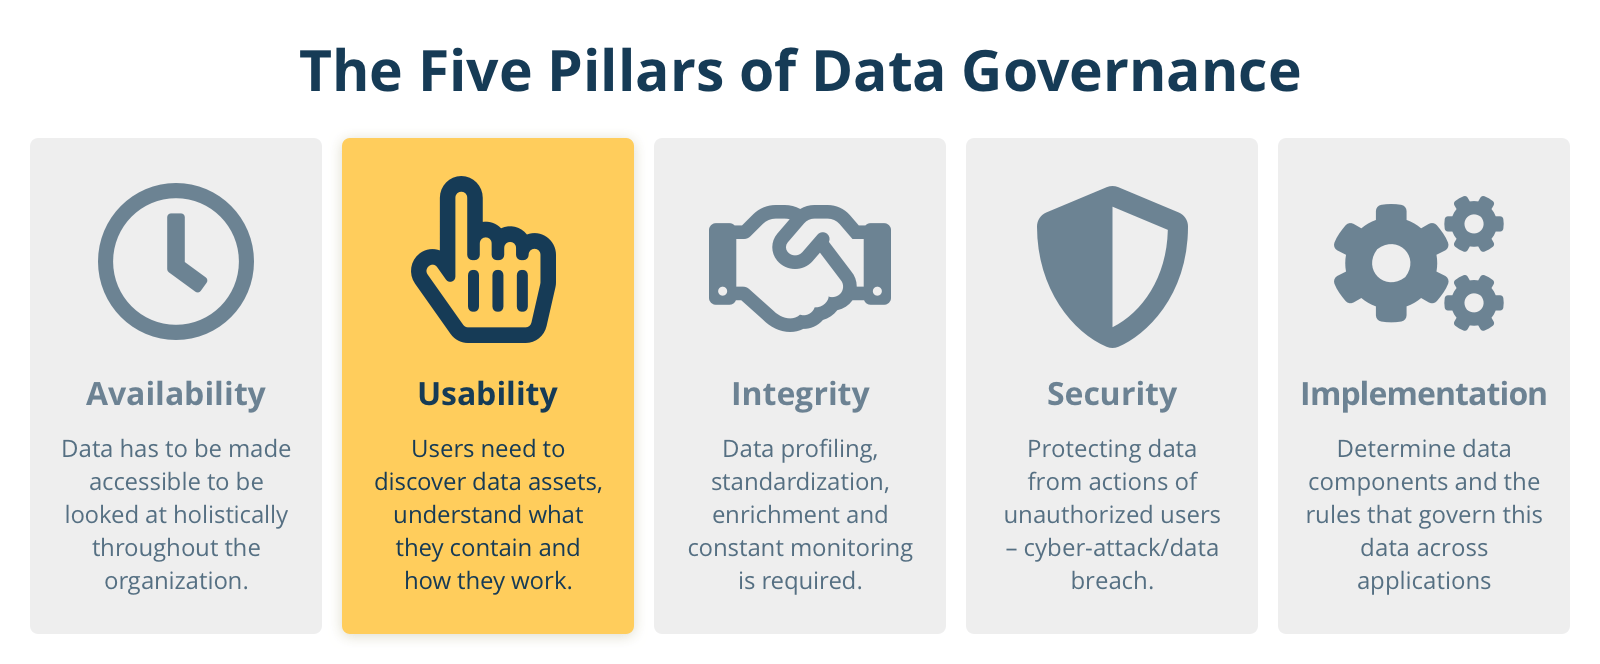 The Five Pillars of Data Governance
Availability
Data has to be made
accessible to be
looked at holistically
throughout the
organization.
Usability
Users need to
discover data assets,
understand what
they contain and
how they work.
Integrity
Data profiling,
standardization,
enrichment and
constant monitoring
is required.
Security
Protecting data
from actions of
unauthorized users
– cyber-attack/data
breach.
Implementation
Determine data
components and the
rules that govern this
data across
applications